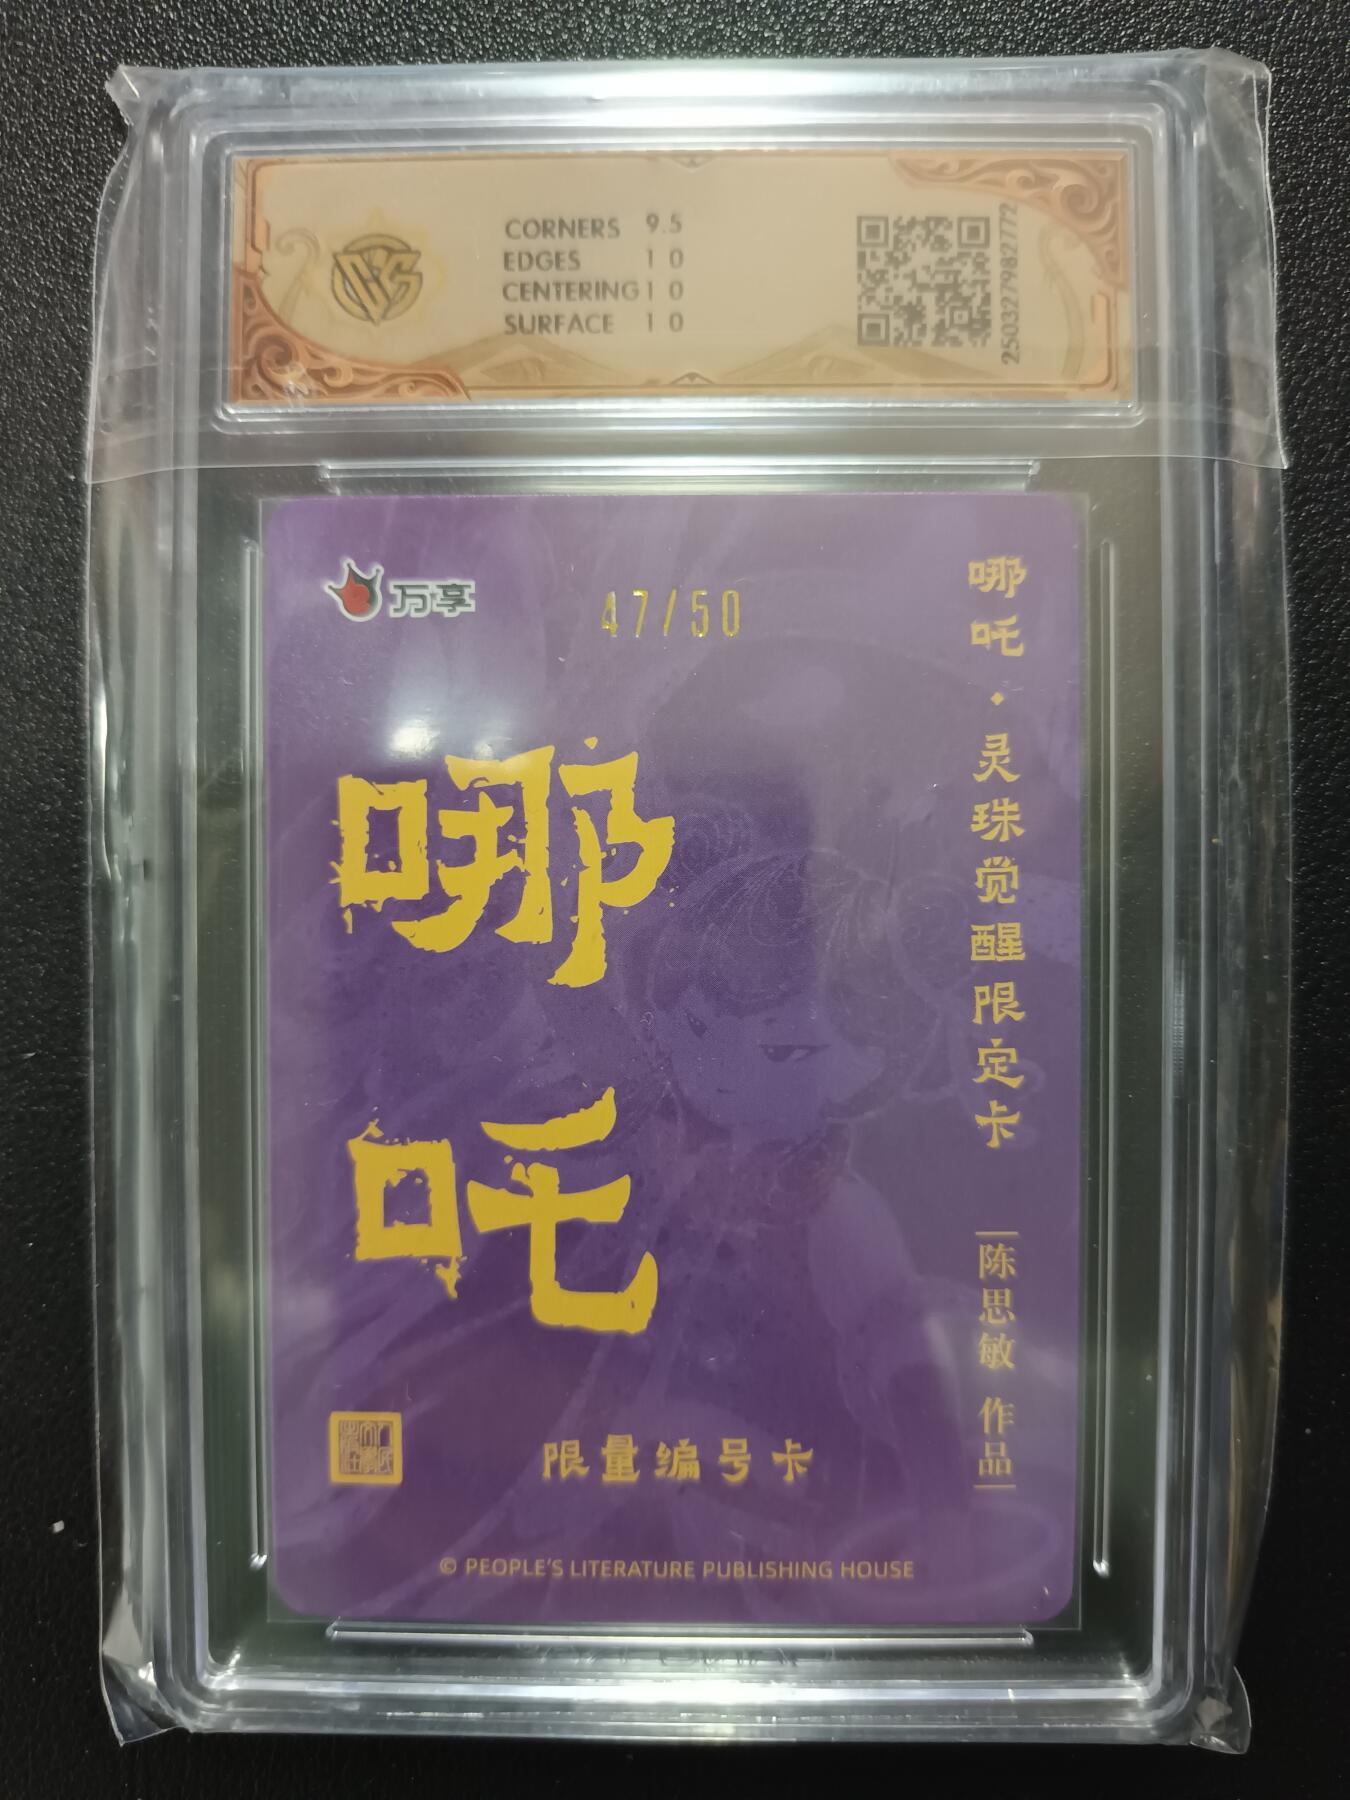 CORNERS 9.5
EDGES 10
CENTERING 10
SURFACE 10
250327982772
万享
47/50
哪吒
哪吒·灵珠觉醒限定卡
陈思敏 作品
限量编号卡
© PEOPLE'S LITERATURE PUBLISHING HOUSE